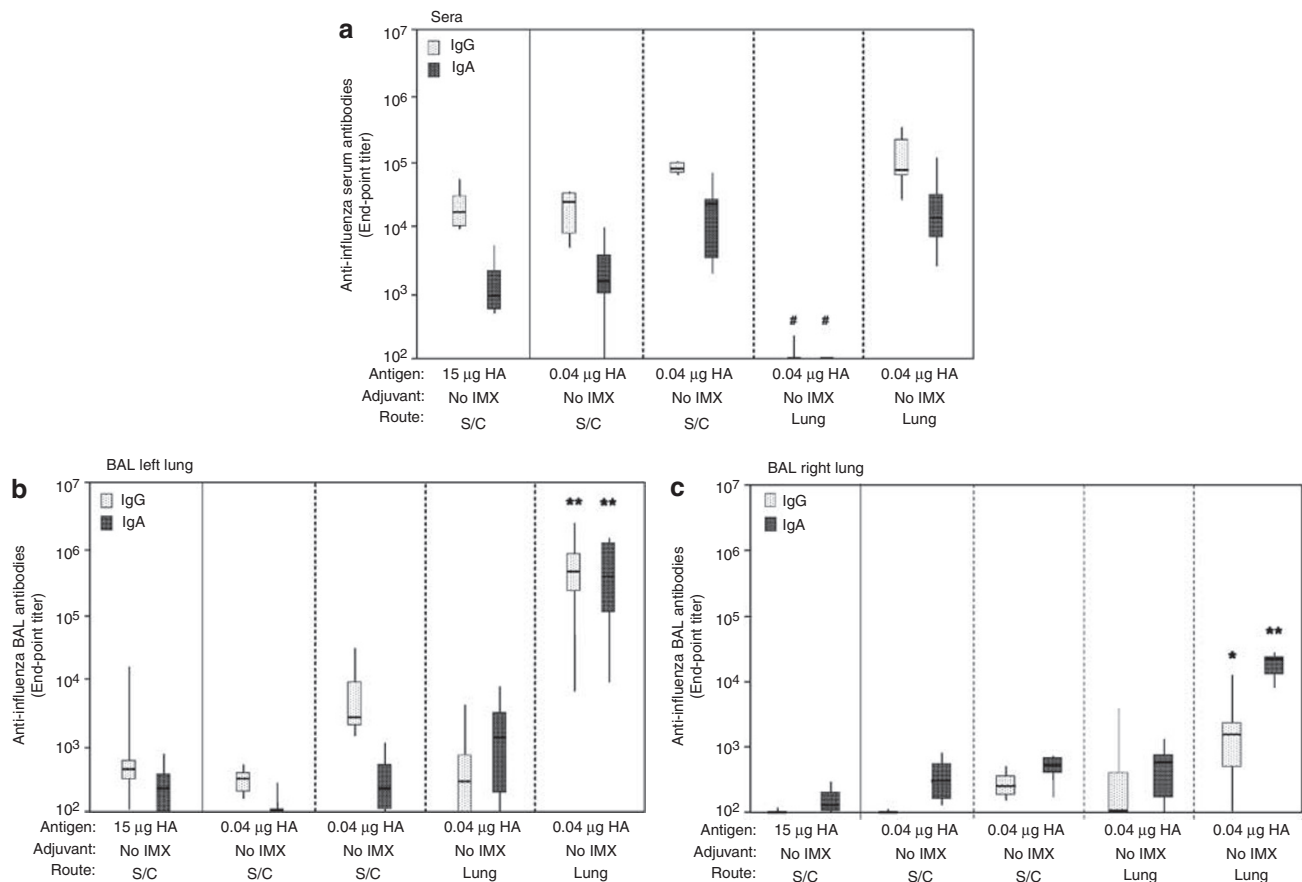 a
Sera
IgG
IgA
Anti-influenza serum antibodies
(End-point titer)
10⁷
10⁶
10⁵
10⁴
10³
10²
# #
Antigen: 15 µg HA 0.04 µg HA 0.04 µg HA 0.04 µg HA 0.04 µg HA
Adjuvant: No IMX No IMX No IMX No IMX No IMX
Route: S/C S/C S/C Lung Lung
b
BAL left lung
IgG
IgA
Anti-influenza BAL antibodies
(End-point titer)
10⁷
10⁶
10⁵
10⁴
10³
10²
** **
Antigen: 15 µg HA 0.04 µg HA 0.04 µg HA 0.04 µg HA 0.04 µg HA
Adjuvant: No IMX No IMX No IMX No IMX No IMX
Route: S/C S/C S/C Lung Lung
c
BAL right lung
IgG
IgA
Anti-influenza BAL antibodies
(End-point titer)
10⁷
10⁶
10⁵
10⁴
10³
10²
* **
Antigen: 15 µg HA 0.04 µg HA 0.04 µg HA 0.04 µg HA 0.04 µg HA
Adjuvant: No IMX No IMX No IMX No IMX No IMX
Route: S/C S/C S/C Lung Lung